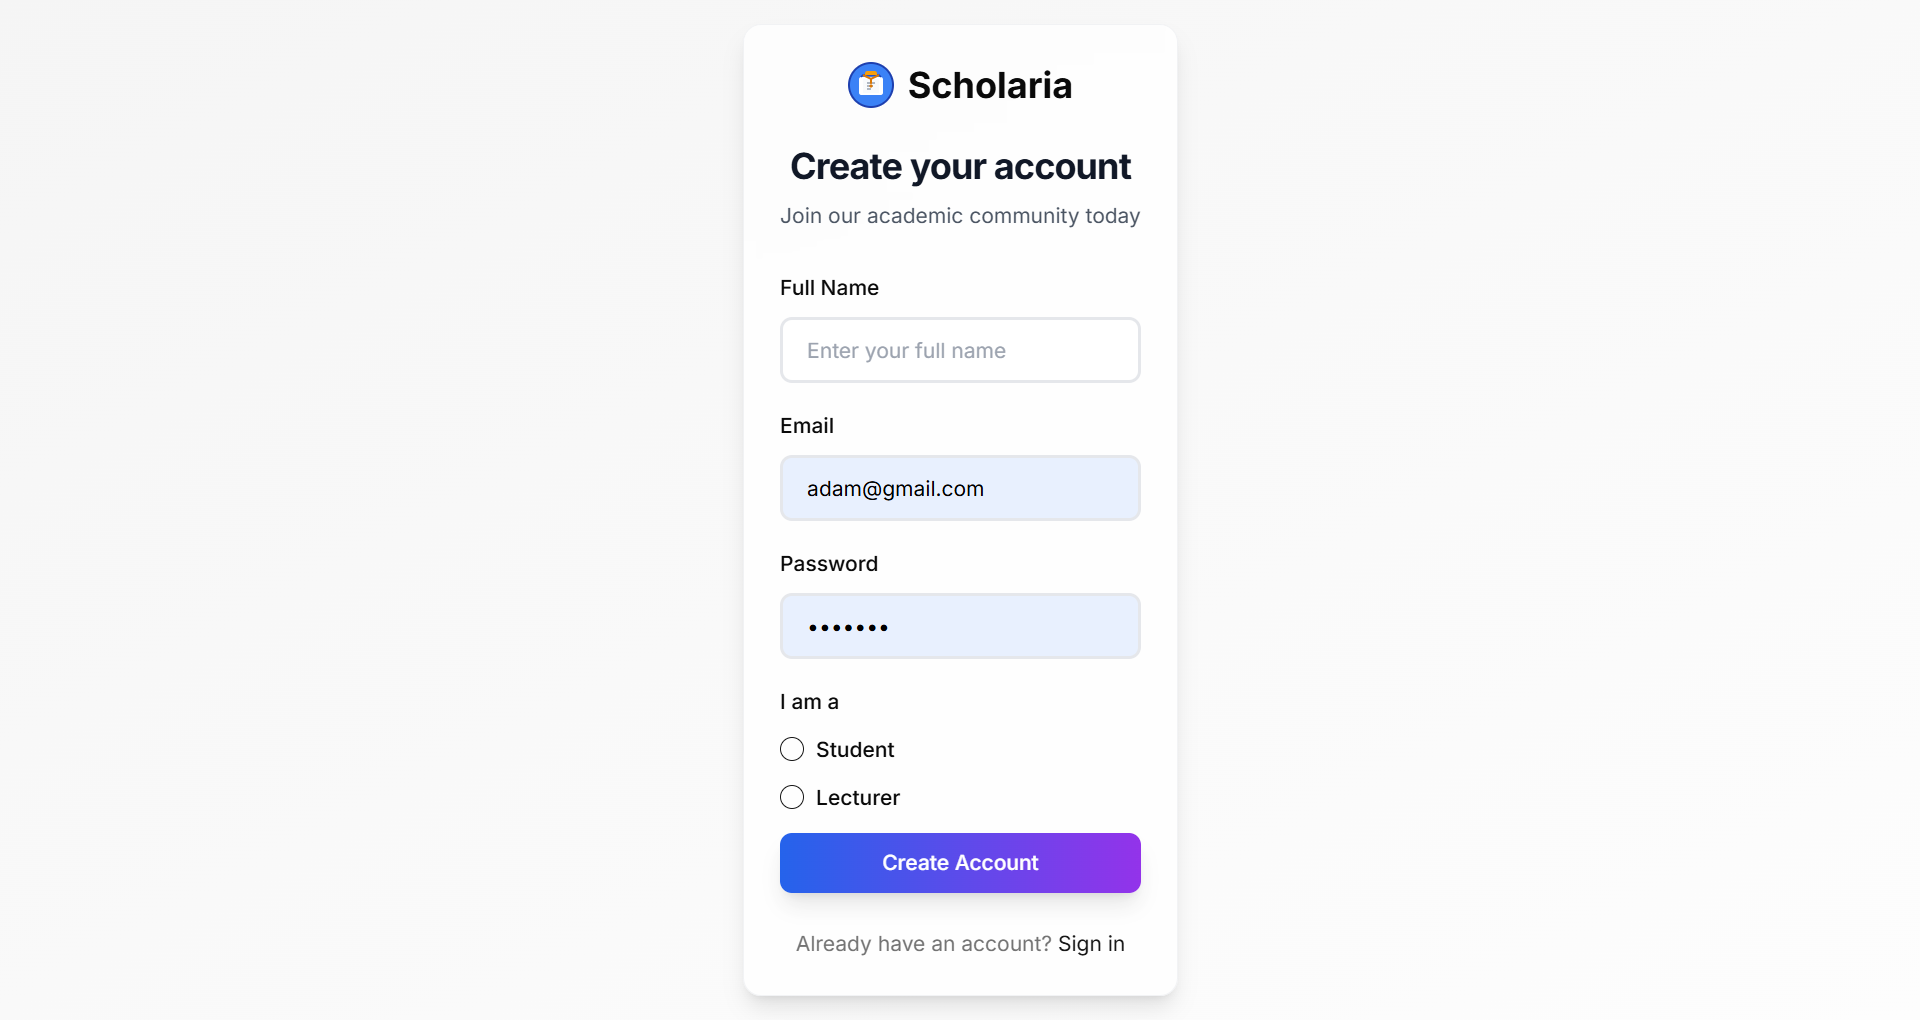 Scholaria
Create your account
Join our academic community today
Full Name
Enter your full name
Email
adam@gmail.com
Password
•••••••
I am a
Student
Lecturer
Create Account
Already have an account? Sign in